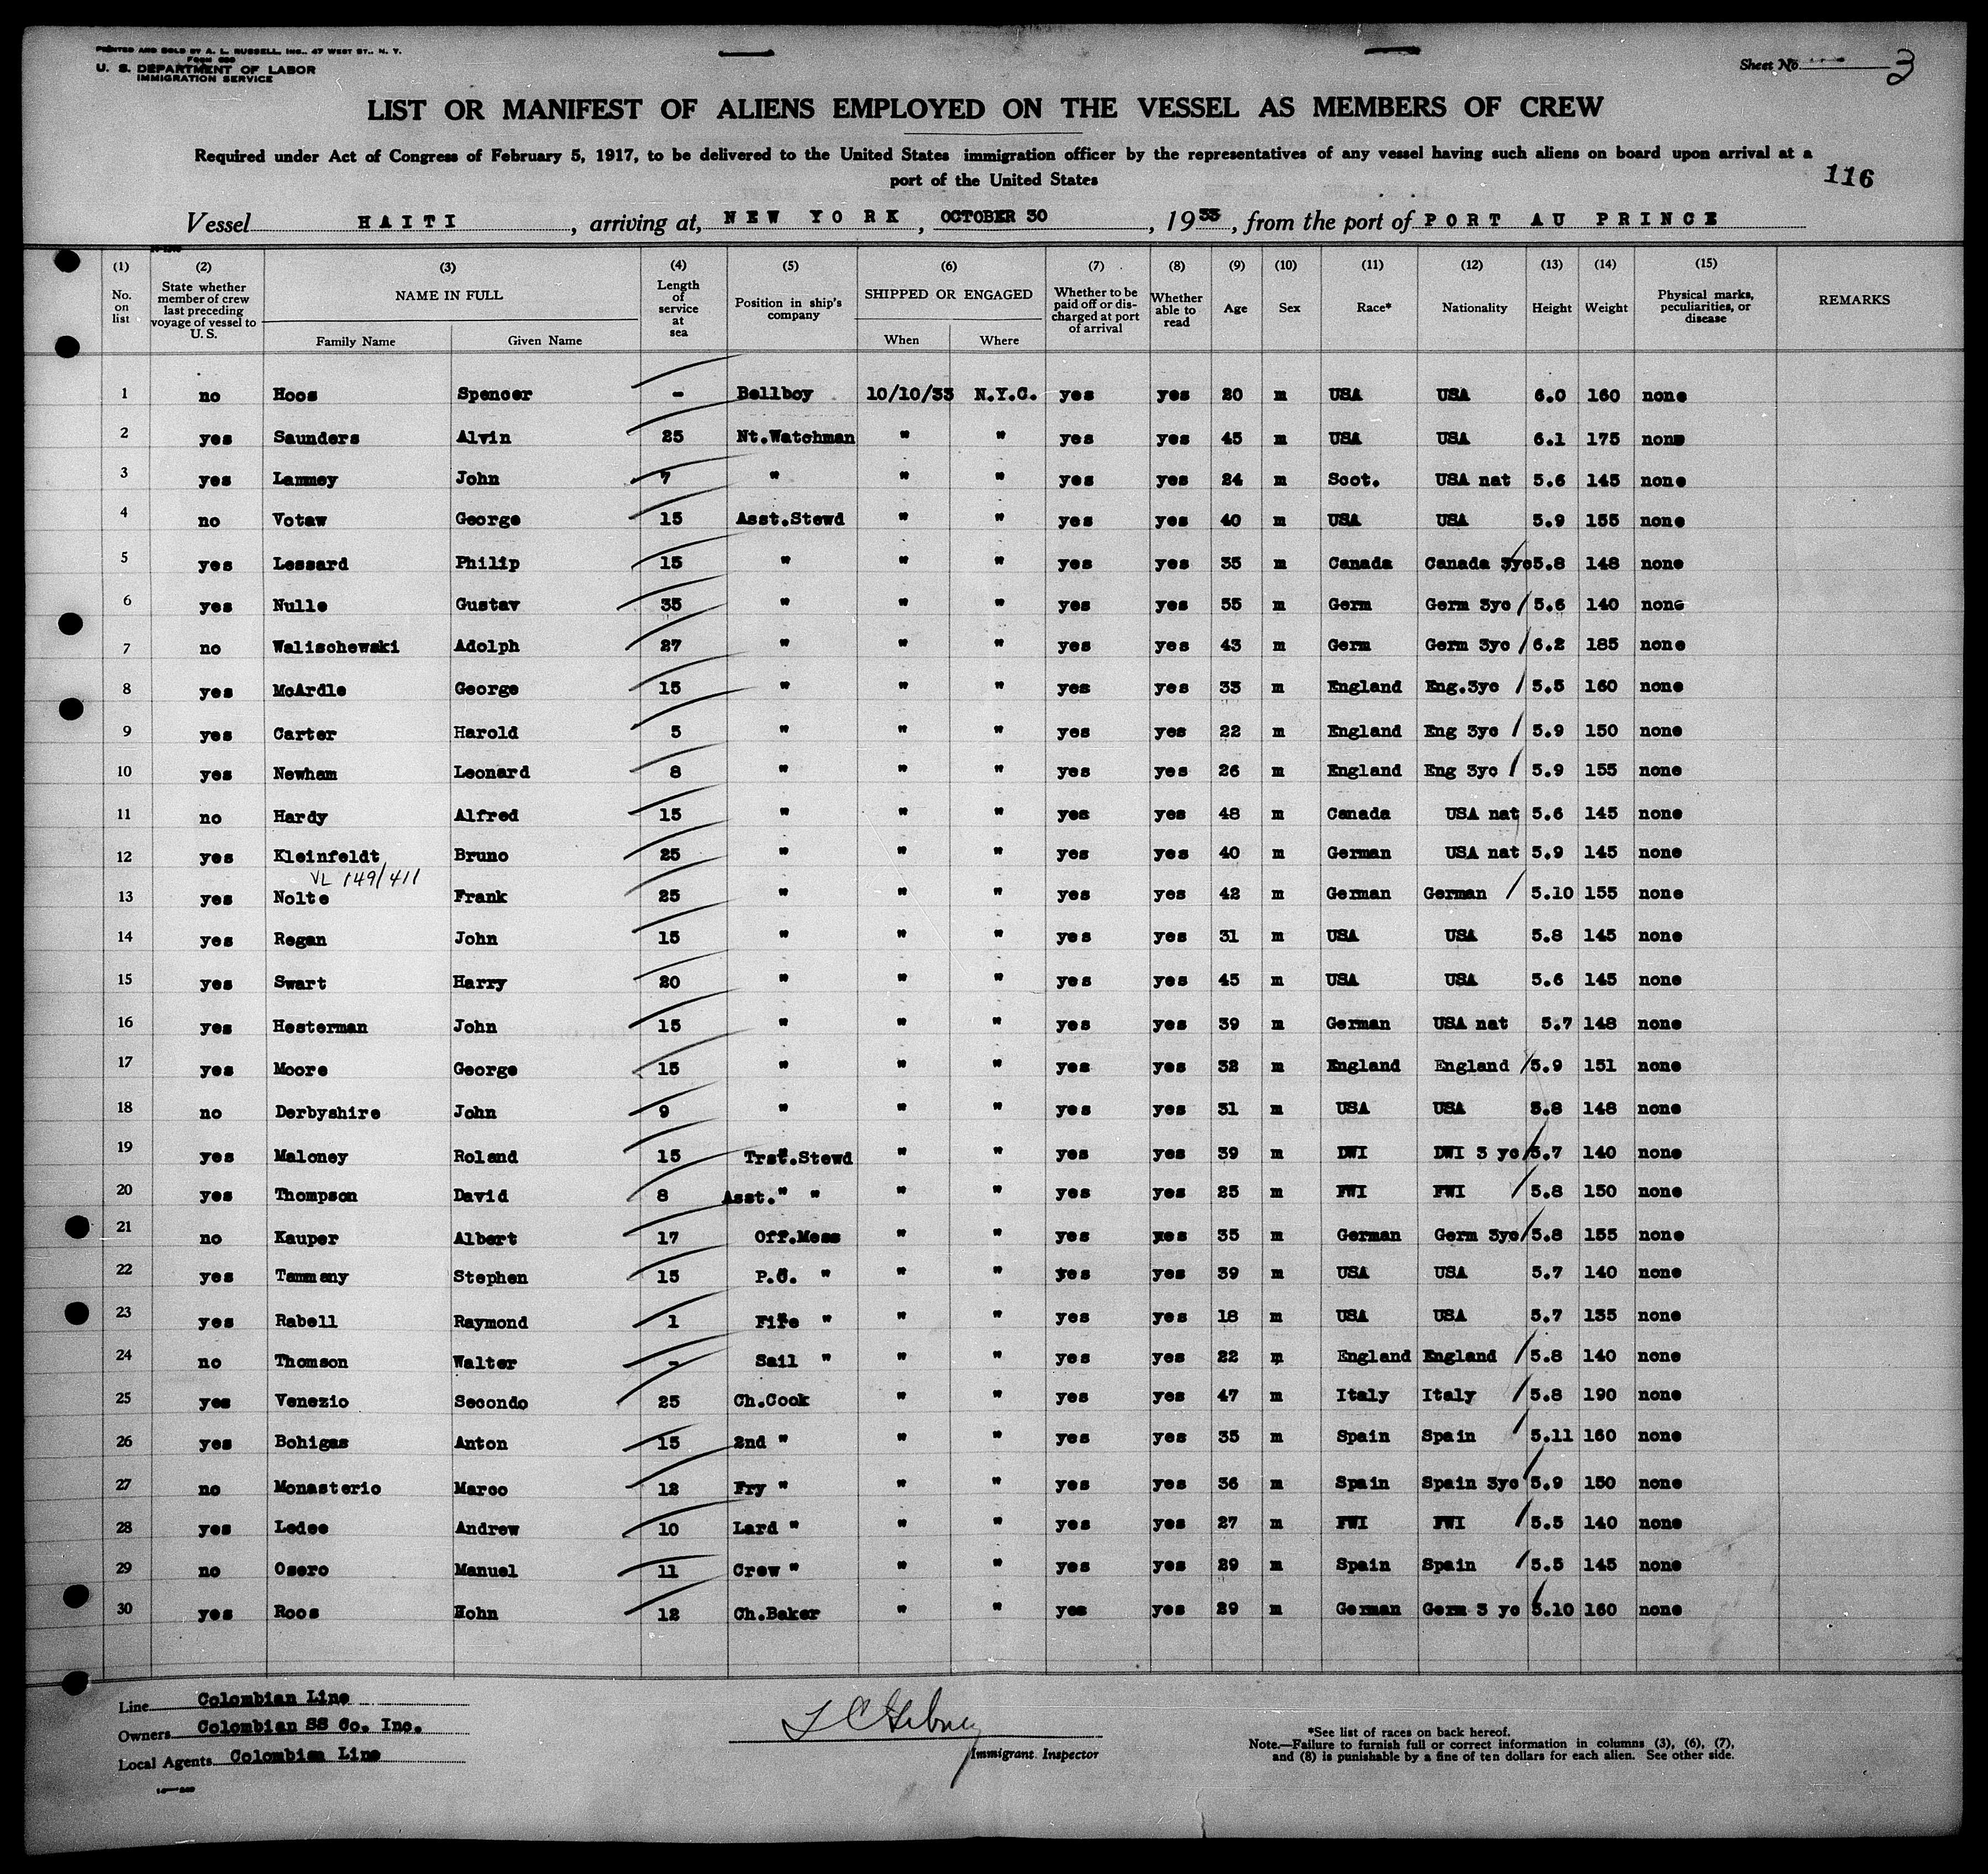 PRINTED AND SOLD BY A. L. RUSSELL, INC., 47 WEST ST., N. Y.
Form 689
U. S. DEPARTMENT OF LABOR
IMMIGRATION SERVICE
Sheet No. 3
LIST OR MANIFEST OF ALIENS EMPLOYED ON THE VESSEL AS MEMBERS OF CREW
Required under Act of Congress of February 5, 1917, to be delivered to the United States immigration officer by the representatives of any vessel having such aliens on board upon arrival at a
port of the United States
116
Vessel HAITI, arriving at, NEW YORK, OCTOBER 30, 1933, from the port of PORT AU PRINCE
(1) No. on list (2) State whether member of crew last preceding voyage of vessel to U. S. (3) NAME IN FULL Family Name Given Name (4) Length of service at sea (5) Position in ship's company (6) SHIPPED OR ENGAGED When Where (7) Whether to be paid off or discharged at port of arrival (8) Whether able to read (9) Age (10) Sex (11) Race* (12) Nationality (13) Height (14) Weight (15) Physical marks, peculiarities, or disease REMARKS
1 no Hoos Spencer - Bellboy 10/10/33 N.Y.C. yes yes 20 m USA USA 6.0 160 none
2 yes Saunders Alvin 25 Nt.Watchman " " yes yes 45 m USA USA 6.1 175 none
3 yes Lammey John 7 " " " yes yes 24 m Scot. USA nat 5.6 145 none
4 no Votaw George 15 Asst.Stewd " " yes yes 40 m USA USA 5.9 155 none
5 yes Lessard Philip 15 " " " yes yes 35 m Canada Canada 3yc 5.8 148 none
6 yes Nulle Gustav 35 " " " yes yes 55 m Germ Germ 3yc 5.6 140 none
7 no Walischewski Adolph 27 " " " yes yes 43 m Germ Germ 3yc 6.2 185 none
8 yes McArdle George 15 " " " yes yes 33 m England Eng.3yc 5.5 160 none
9 yes Carter Harold 5 " " " yes yes 22 m England Eng 3yc 5.9 150 none
10 yes Newham Leonard 8 " " " yes yes 26 m England Eng 3yc 5.9 155 none
11 no Hardy Alfred 15 " " " yes yes 48 m Canada USA nat 5.6 145 none
12 yes Kleinfeldt Bruno 25 " " " yes yes 40 m German USA nat 5.9 145 none
VL 149/411
13 yes Nolte Frank 25 " " " yes yes 42 m German German 5.10 155 none
14 yes Regan John 15 " " " yes yes 31 m USA USA 5.8 145 none
15 yes Swart Harry 20 " " " yes yes 45 m USA USA 5.6 145 none
16 yes Hesterman John 15 " " " yes yes 39 m German USA nat 5.7 148 none
17 yes Moore George 15 " " " yes yes 32 m England England 5.9 151 none
18 no Derbyshire John 9 " " " yes yes 31 m USA USA 5.8 148 none
19 yes Maloney Roland 15 Trst.Stewd " " yes yes 39 m DWI DWI 3 yc 5.7 140 none
20 yes Thompson David 8 Asst." " " " yes yes 25 m FWI FWI 5.8 150 none
21 no Kauper Albert 17 Off.Mess " " yes yes 35 m German Germ 3yc 5.8 155 none
22 yes Tammany Stephen 15 P.O. " " " yes yes 39 m USA USA 5.7 140 none
23 yes Rabell Raymond 1 Fife " " " yes yes 18 m USA USA 5.7 135 none
24 no Thomson Walter - Sail " " " yes yes 22 m England England 5.8 140 none
25 yes Venezio Secondo 25 Ch.Cook " " yes yes 47 m Italy Italy 5.8 190 none
26 yes Bohigas Anton 15 2nd " " " yes yes 35 m Spain Spain 5.11 160 none
27 no Monasterio Marco 12 Fry " " " yes yes 36 m Spain Spain 3yc 5.9 150 none
28 yes Ledee Andrew 10 Lard " " " yes yes 27 m FWI FWI 5.5 140 none
29 no Osero Manuel 11 Crew " " " yes yes 29 m Spain Spain 5.5 145 none
30 yes Roos Hohn 12 Ch.Baker " " yes yes 29 m German Germ 3 yc 5.10 160 none
Line Colombian Line
Owners Colombian SS Co. Inc.
Local Agents Colombian Line
Immigrant Inspector
*See list of races on back hereof.
Note.—Failure to furnish full or correct information in columns (3), (6), (7),
and (8) is punishable by a fine of ten dollars for each alien. See other side.